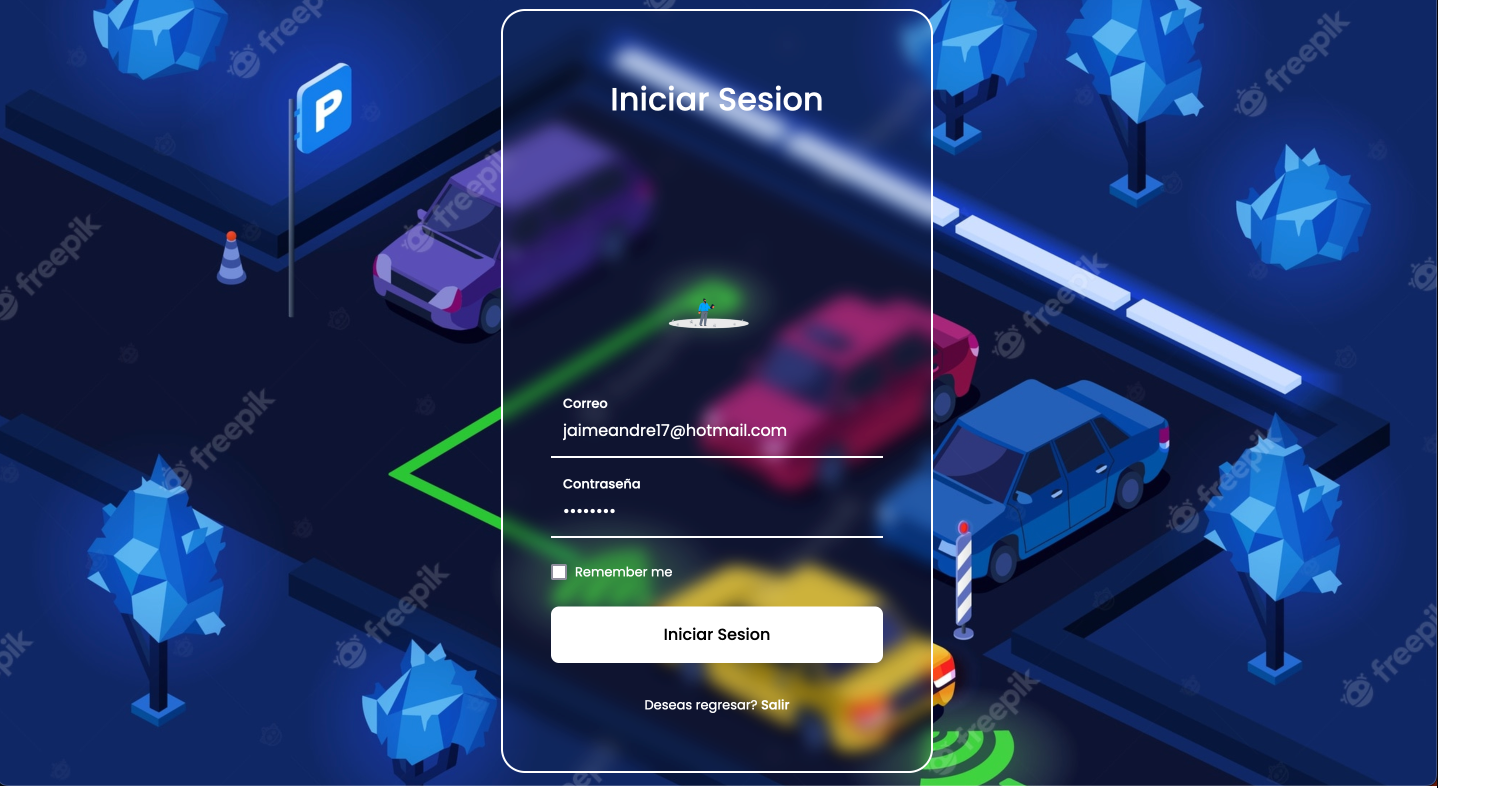 P
Iniciar Sesion
Correo
jaimeandre17@hotmail.com
Contraseña
••••••••
Remember me
Iniciar Sesion
Deseas regresar? Salir
freepik
freepik
freepik
freepik
freepik
freepik
freepik
freepik
freepik
freepik
freepik